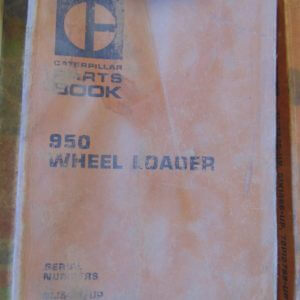 CATERPILLAR
PARTS
BOOK
950
WHEEL LOADER
SERIAL
NUMBERS